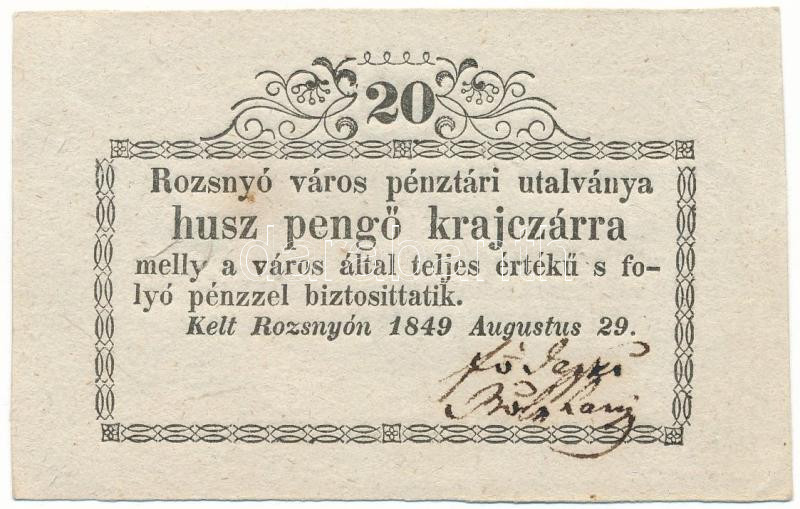 20
Rozsnyó város pénztári utalványa
husz pengő krajczárra
melly a város által teljes értékű s fo-
lyó pénzzel biztosittatik.
Kelt Rozsnyón 1849 Augustus 29.